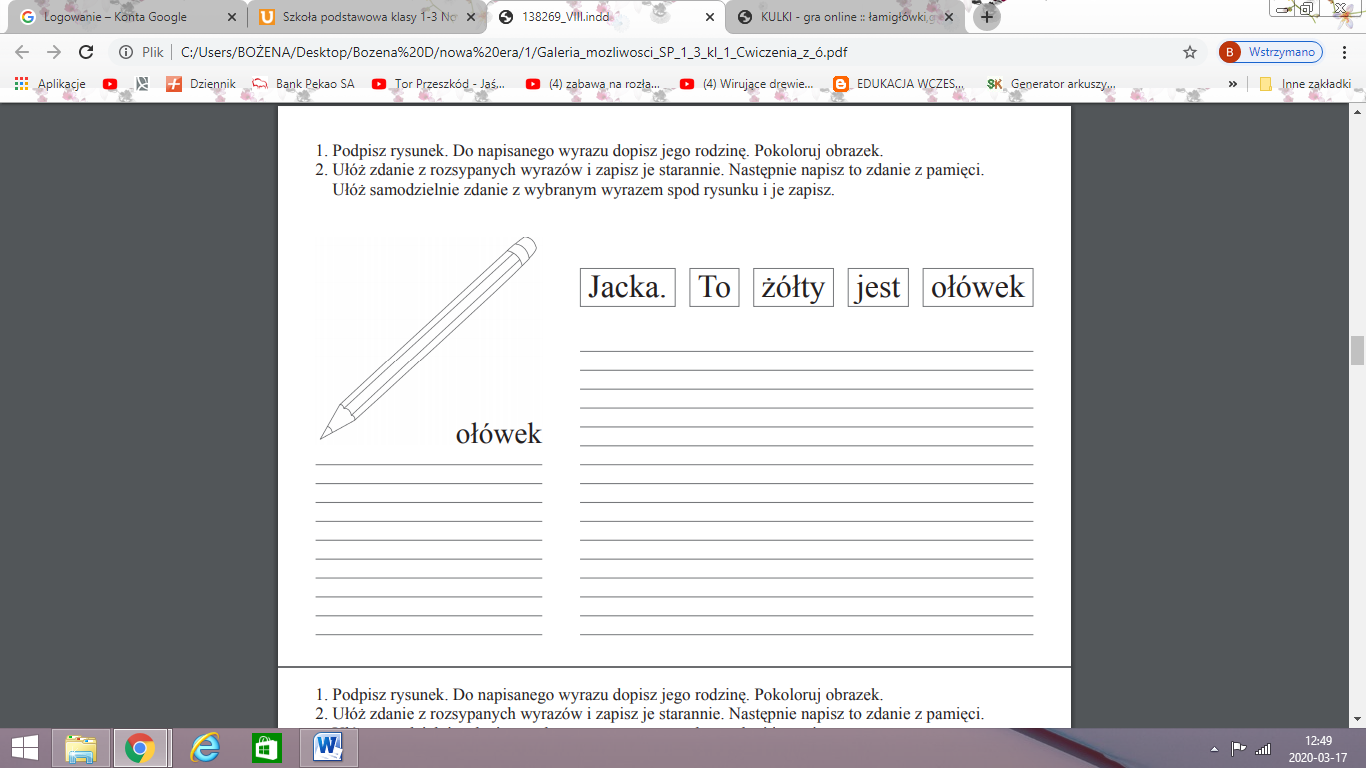 Logowanie – Konta Google
Szkoła podstawowa klasy 1-3 No
138269_VIII.indd
KULKI - gra online :: łamigłówki,g
Plik
C:/Users/BOŻENA/Desktop/Bozena%20D/nowa%20era/1/Galeria_mozliwosci_SP_1_3_kl_1_Cwiczenia_z_ó.pdf
B Wstrzymano
Aplikacje
Dziennik
Bank Pekao SA
Tor Przeszkód - Jaś...
(4) zabawa na rozła...
(4) Wirujące drewie...
EDUKACJA WCZES...
SK Generator arkuszy...
»
Inne zakładki
1. Podpisz rysunek. Do napisanego wyrazu dopisz jego rodzinę. Pokoloruj obrazek.
2. Ułóż zdanie z rozsypanych wyrazów i zapisz je starannie. Następnie napisz to zdanie z pamięci.
Ułóż samodzielnie zdanie z wybranym wyrazem spod rysunku i je zapisz.
Jacka. To żółty jest ołówek
ołówek
1. Podpisz rysunek. Do napisanego wyrazu dopisz jego rodzinę. Pokoloruj obrazek.
2. Ułóż zdanie z rozsypanych wyrazów i zapisz je starannie. Następnie napisz to zdanie z pamięci.
12:49
2020-03-17